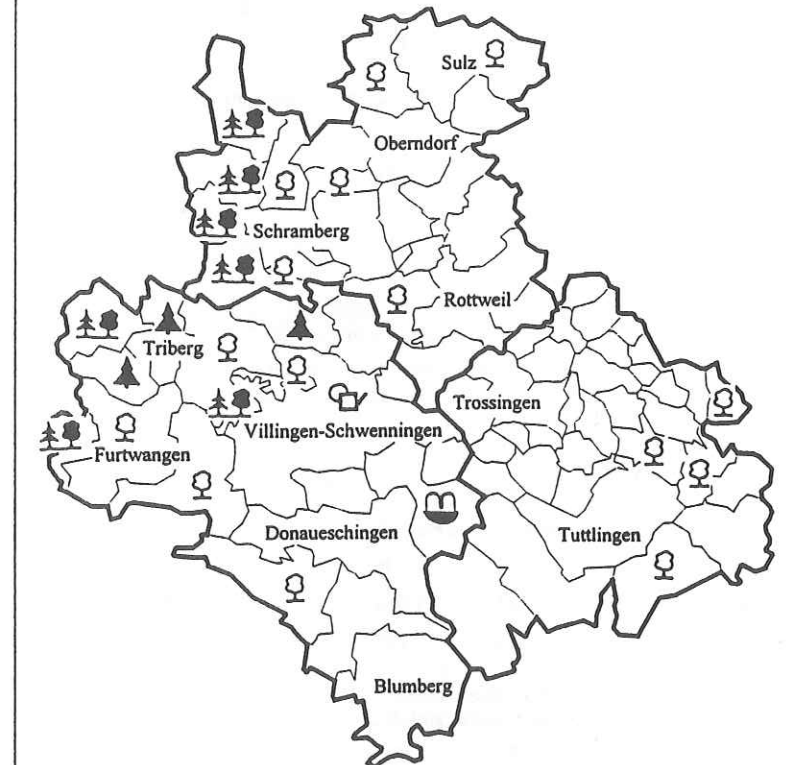 Sulz
Oberndorf
Schramberg
Rottweil
Triberg
Trossingen
Villingen-Schwenningen
Furtwangen
Donaueschingen
Tuttlingen
Blumberg